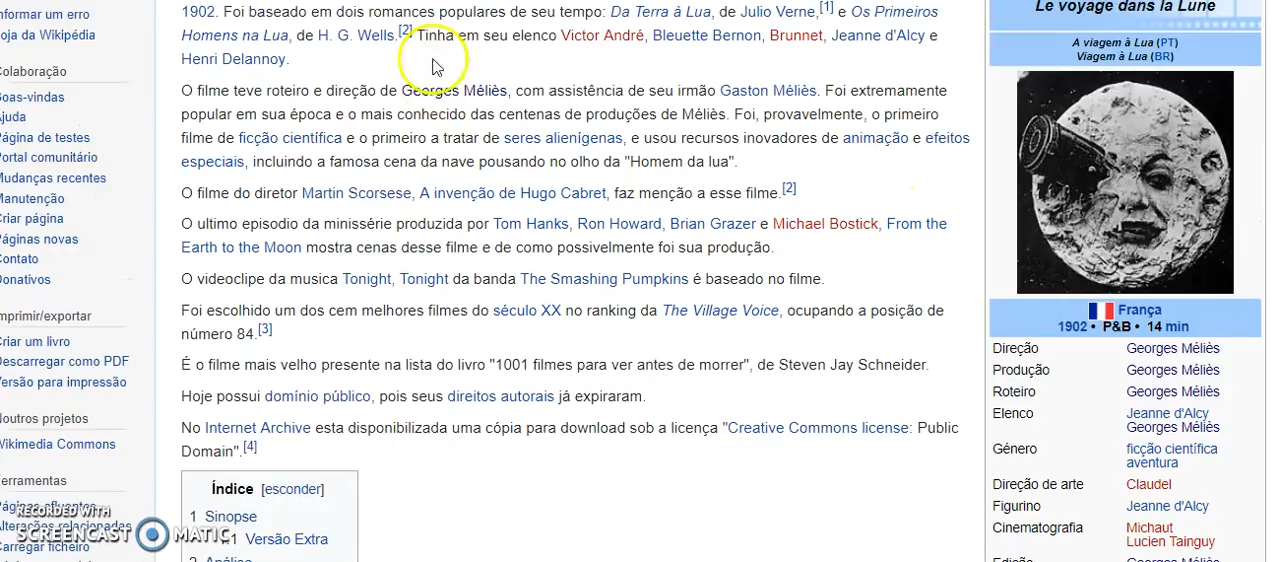 nformar um erro
oja da Wikipédia
olaboração
Boas-vindas
Ajuda
Página de testes
Portal comunitário
Mudanças recentes
Manutenção
Criar página
Páginas novas
Contato
Donativos
mprimir/exportar
Criar um livro
Descarregar como PDF
Versão para impressão
Noutros projetos
Wikimedia Commons
erramentas
Páginas afluentes
Alterações relacionadas
Carregar ficheiro
1902. Foi baseado em dois romances populares de seu tempo: Da Terra à Lua, de Julio Verne,[1] e Os Primeiros
Homens na Lua, de H. G. Wells.[2] Tinha em seu elenco Victor André, Bleuette Bernon, Brunnet, Jeanne d'Alcy e
Henri Delannoy.
O filme teve roteiro e direção de Georges Méliès, com assistência de seu irmão Gaston Méliès. Foi extremamente
popular em sua época e o mais conhecido das centenas de produções de Méliès. Foi, provavelmente, o primeiro
filme de ficção científica e o primeiro a tratar de seres alienígenas, e usou recursos inovadores de animação e efeitos
especiais, incluindo a famosa cena da nave pousando no olho da "Homem da lua".
O filme do diretor Martin Scorsese, A invenção de Hugo Cabret, faz menção a esse filme.[2]
O ultimo episodio da minissérie produzida por Tom Hanks, Ron Howard, Brian Grazer e Michael Bostick, From the
Earth to the Moon mostra cenas desse filme e de como possivelmente foi sua produção.
O videoclipe da musica Tonight, Tonight da banda The Smashing Pumpkins é baseado no filme.
Foi escolhido um dos cem melhores filmes do século XX no ranking da The Village Voice, ocupando a posição de
número 84.[3]
É o filme mais velho presente na lista do livro "1001 filmes para ver antes de morrer", de Steven Jay Schneider.
Hoje possui domínio público, pois seus direitos autorais já expiraram.
No Internet Archive esta disponibilizada uma cópia para download sob a licença "Creative Commons license: Public
Domain".[4]
Índice [esconder]
1 Sinopse
1.1 Versão Extra
2 Análise
Le voyage dans la Lune
A viagem à Lua (PT)
Viagem à Lua (BR)
França
1902 • P&B • 14 min
Direção Georges Méliès
Produção Georges Méliès
Roteiro Georges Méliès
Elenco Jeanne d'Alcy
Georges Méliès
Género ficção científica
aventura
Direção de arte Claudel
Figurino Jeanne d'Alcy
Cinematografia Michaut
Lucien Tainguy
Edição Georges Méliès
RECORDED WITH
SCREENCAST MATIC